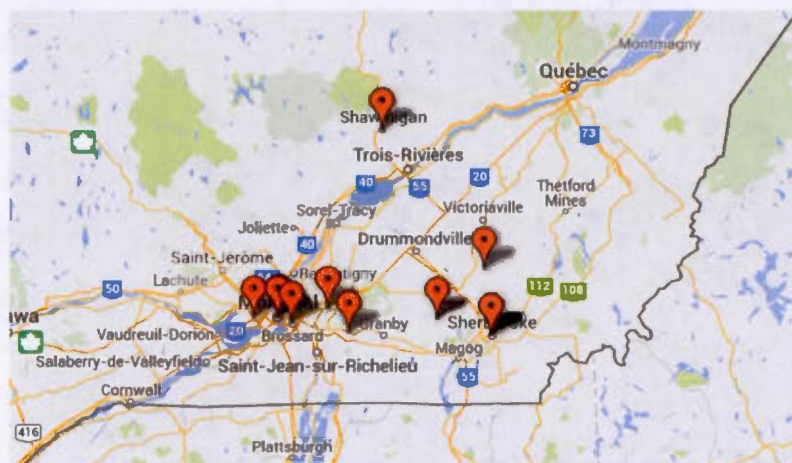 Montmagny
Québec
73
Shawinigan
Trois-Rivières
40
55
20
Thetford
Mines
Sorel-Tracy
Victoriaville
Joliette
40
Drummondville
Saint-Jérôme
Lachute
50
112
108
Granby
Vaudreuil-Dorion
20
Brossard
Magog
Salaberry-de-Valleyfield
Saint-Jean-sur-Richelieu
55
Cornwall
416
Plattsburgh